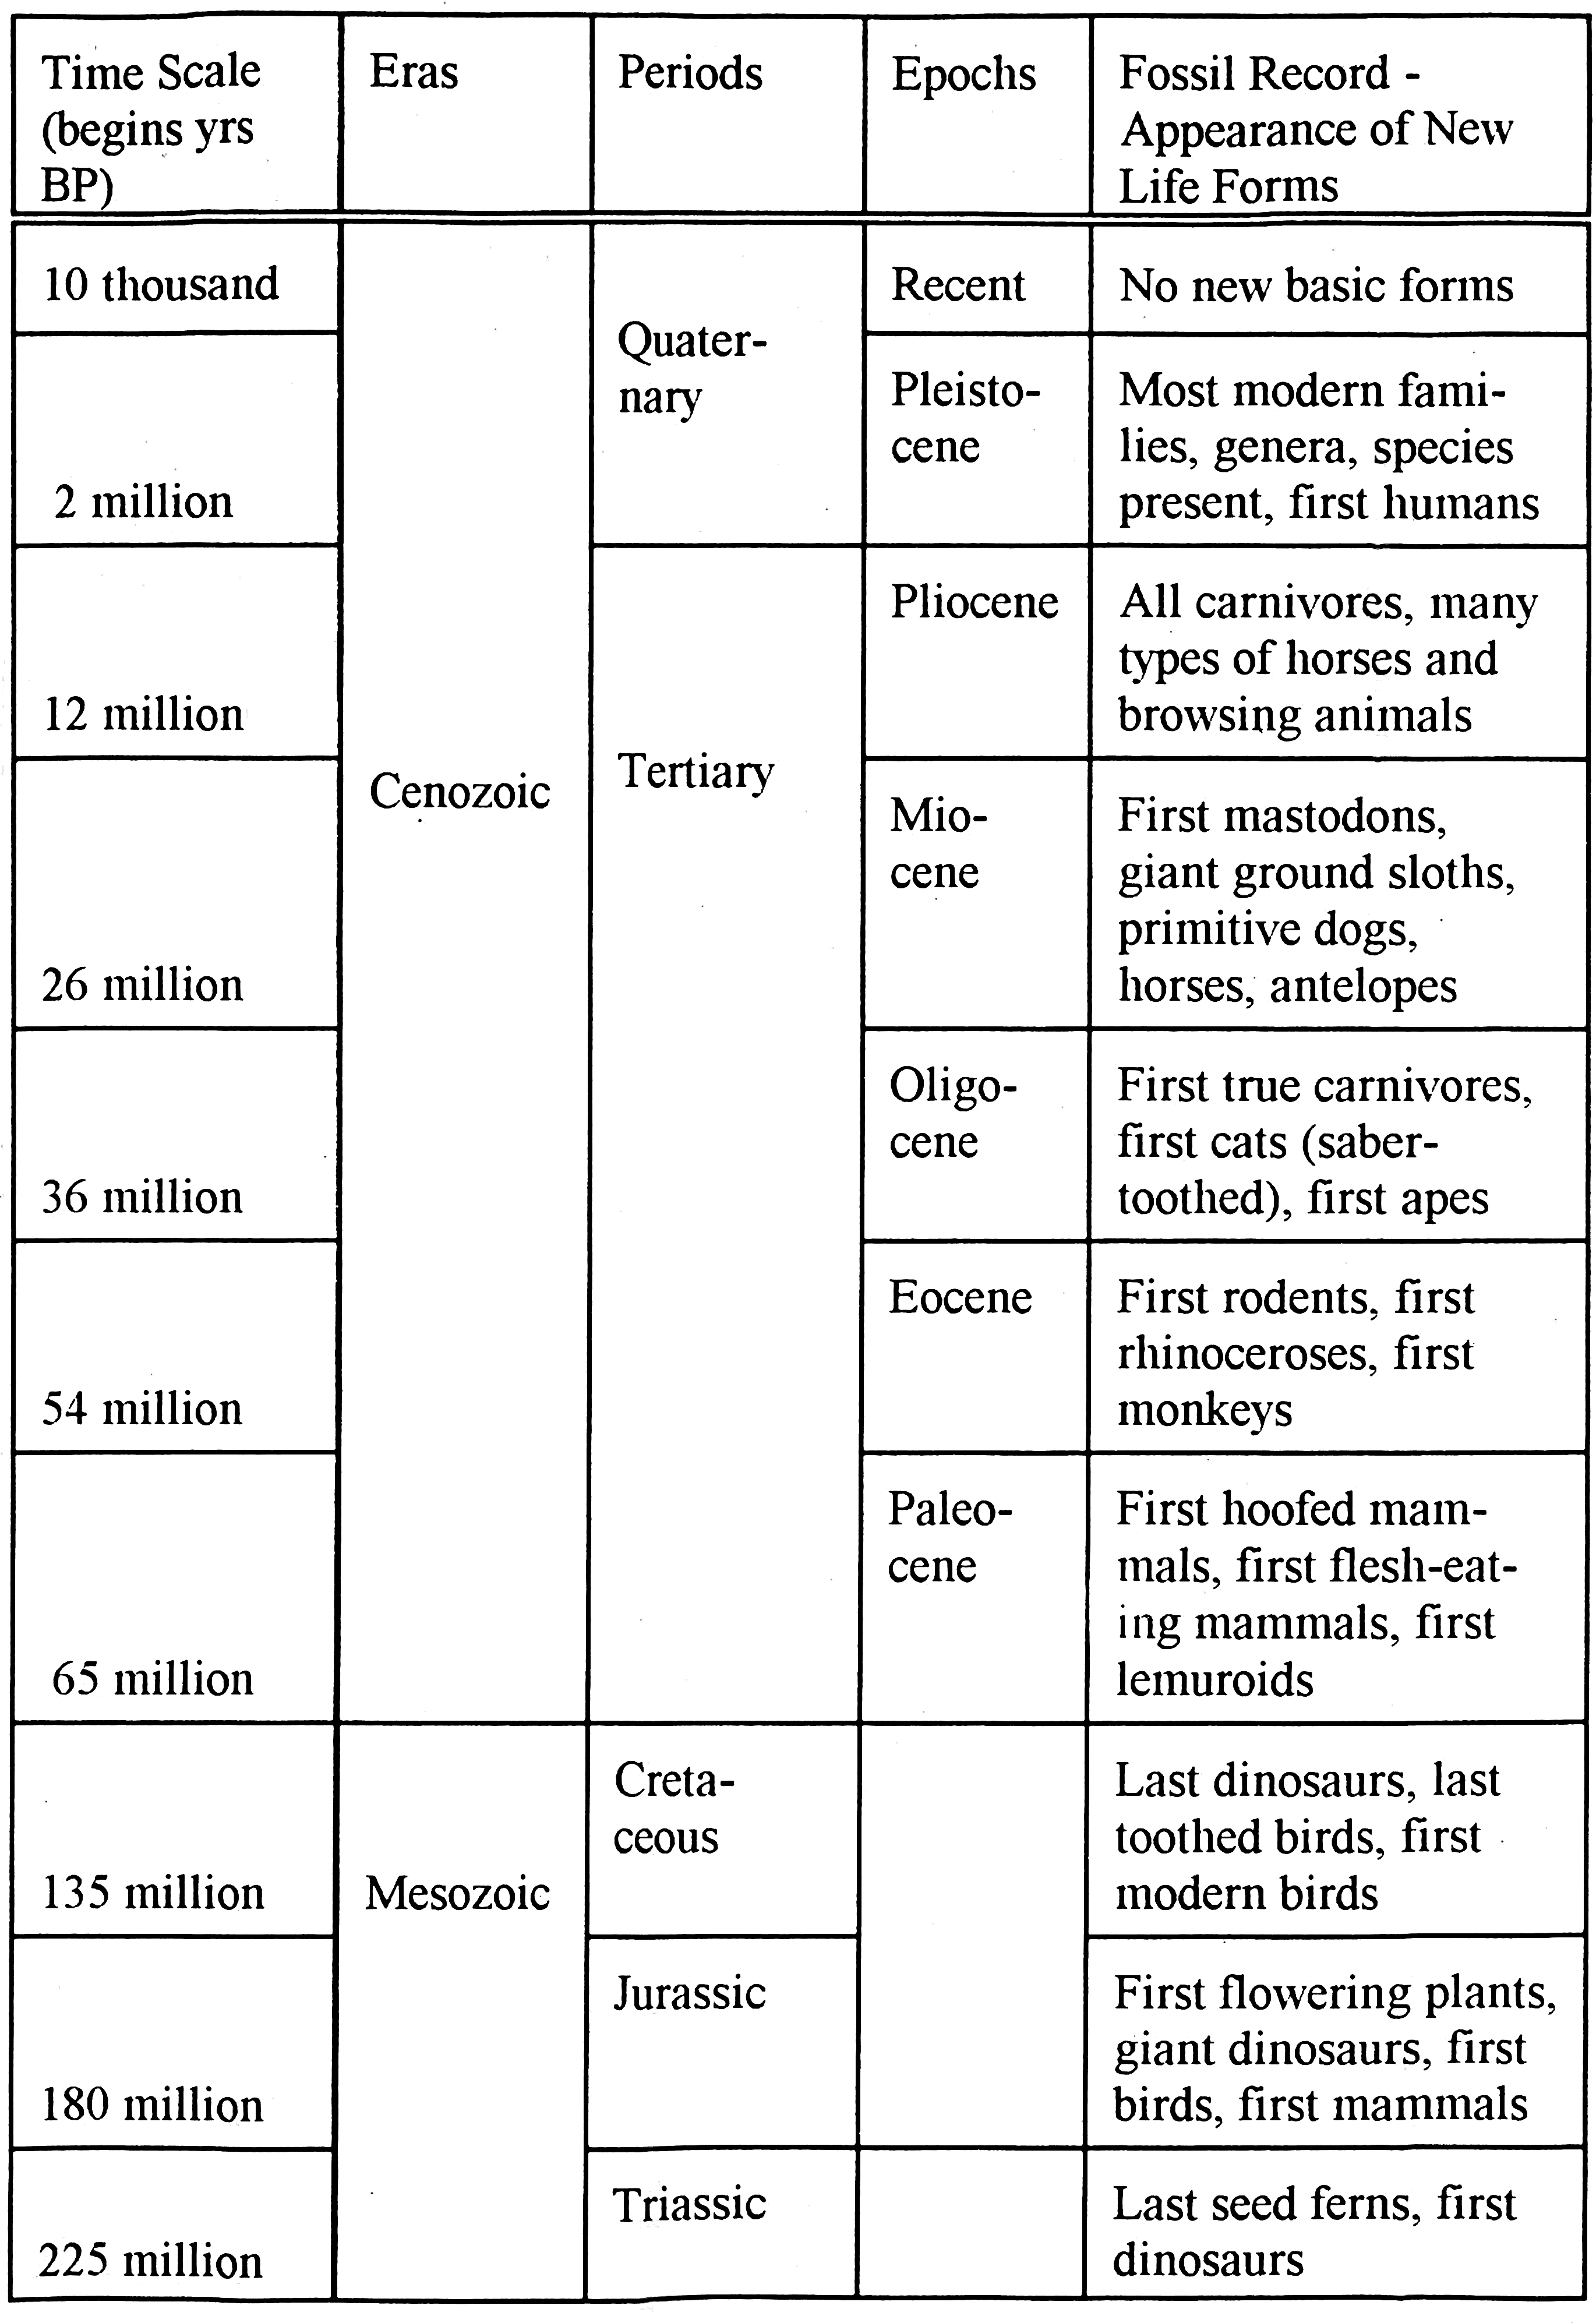 Time Scale
(begins yrs
BP)
Eras
Periods
Epochs
Fossil Record -
Appearance of New
Life Forms
10 thousand
Cenozoic
Quater-
nary
Recent
No new basic forms
2 million
Pleisto-
cene
Most modern fami-
lies, genera, species
present, first humans
12 million
Tertiary
Pliocene
All carnivores, many
types of horses and
browsing animals
26 million
Mio-
cene
First mastodons,
giant ground sloths,
primitive dogs,
horses, antelopes
36 million
Oligo-
cene
First true carnivores,
first cats (saber-
toothed), first apes
54 million
Eocene
First rodents, first
rhinoceroses, first
monkeys
65 million
Paleo-
cene
First hoofed mam-
mals, first flesh-eat-
ing mammals, first
lemuroids
135 million
Mesozoic
Creta-
ceous
Last dinosaurs, last
toothed birds, first
modern birds
180 million
Jurassic
First flowering plants,
giant dinosaurs, first
birds, first mammals
225 million
Triassic
Last seed ferns, first
dinosaurs